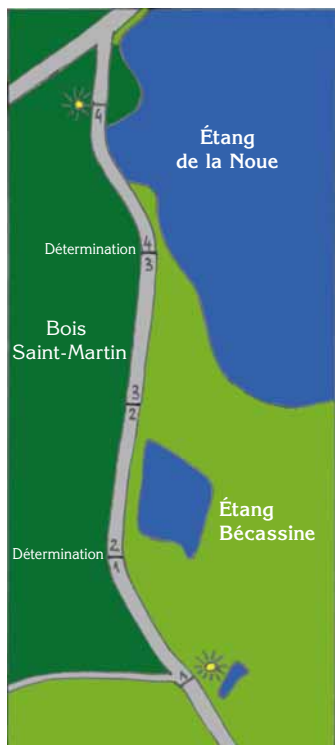 4
Étang
de la Noue
Détermination
4
3
Bois
Saint-Martin
3
2
Étang
Bécassine
Détermination
2
1
1